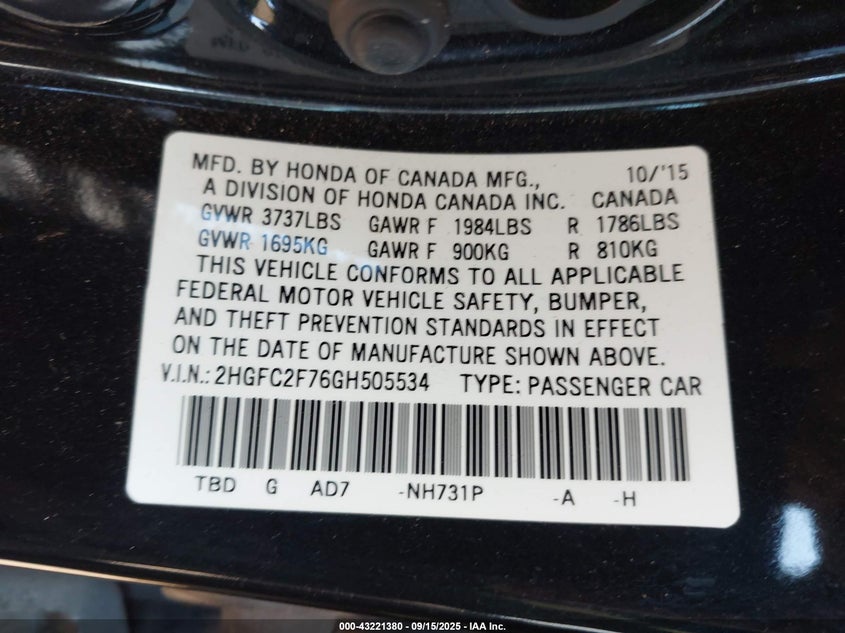 MFD. BY HONDA OF CANADA MFG., 10/'15
A DIVISION OF HONDA CANADA INC. CANADA
GVWR 3737LBS GAWR F 1984LBS R 1786LBS
GVWR 1695KG GAWR F 900KG R 810KG
THIS VEHICLE CONFORMS TO ALL APPLICABLE
FEDERAL MOTOR VEHICLE SAFETY, BUMPER,
AND THEFT PREVENTION STANDARDS IN EFFECT
ON THE DATE OF MANUFACTURE SHOWN ABOVE.
V.I.N.: 2HGFC2F76GH505534 TYPE: PASSENGER CAR
TBD G AD7 -NH731P -A -H
000-43221380 - 09/15/2025 - IAA Inc.